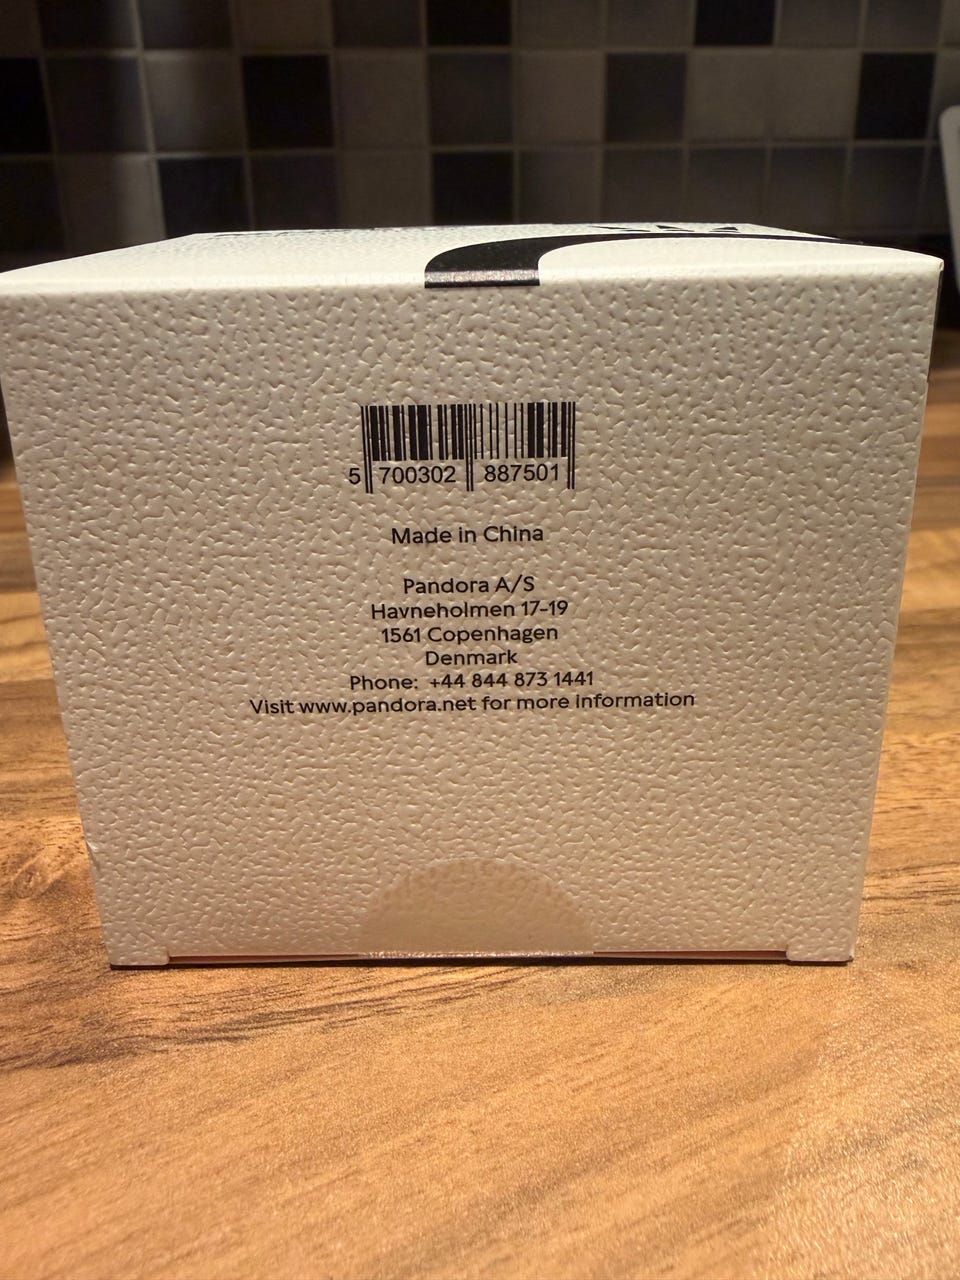 5 700302 887501
Made in China
Pandora A/S
Havneholmen 17-19
1561 Copenhagen
Denmark
Phone: +44 844 873 1441
Visit www.pandora.net for more information